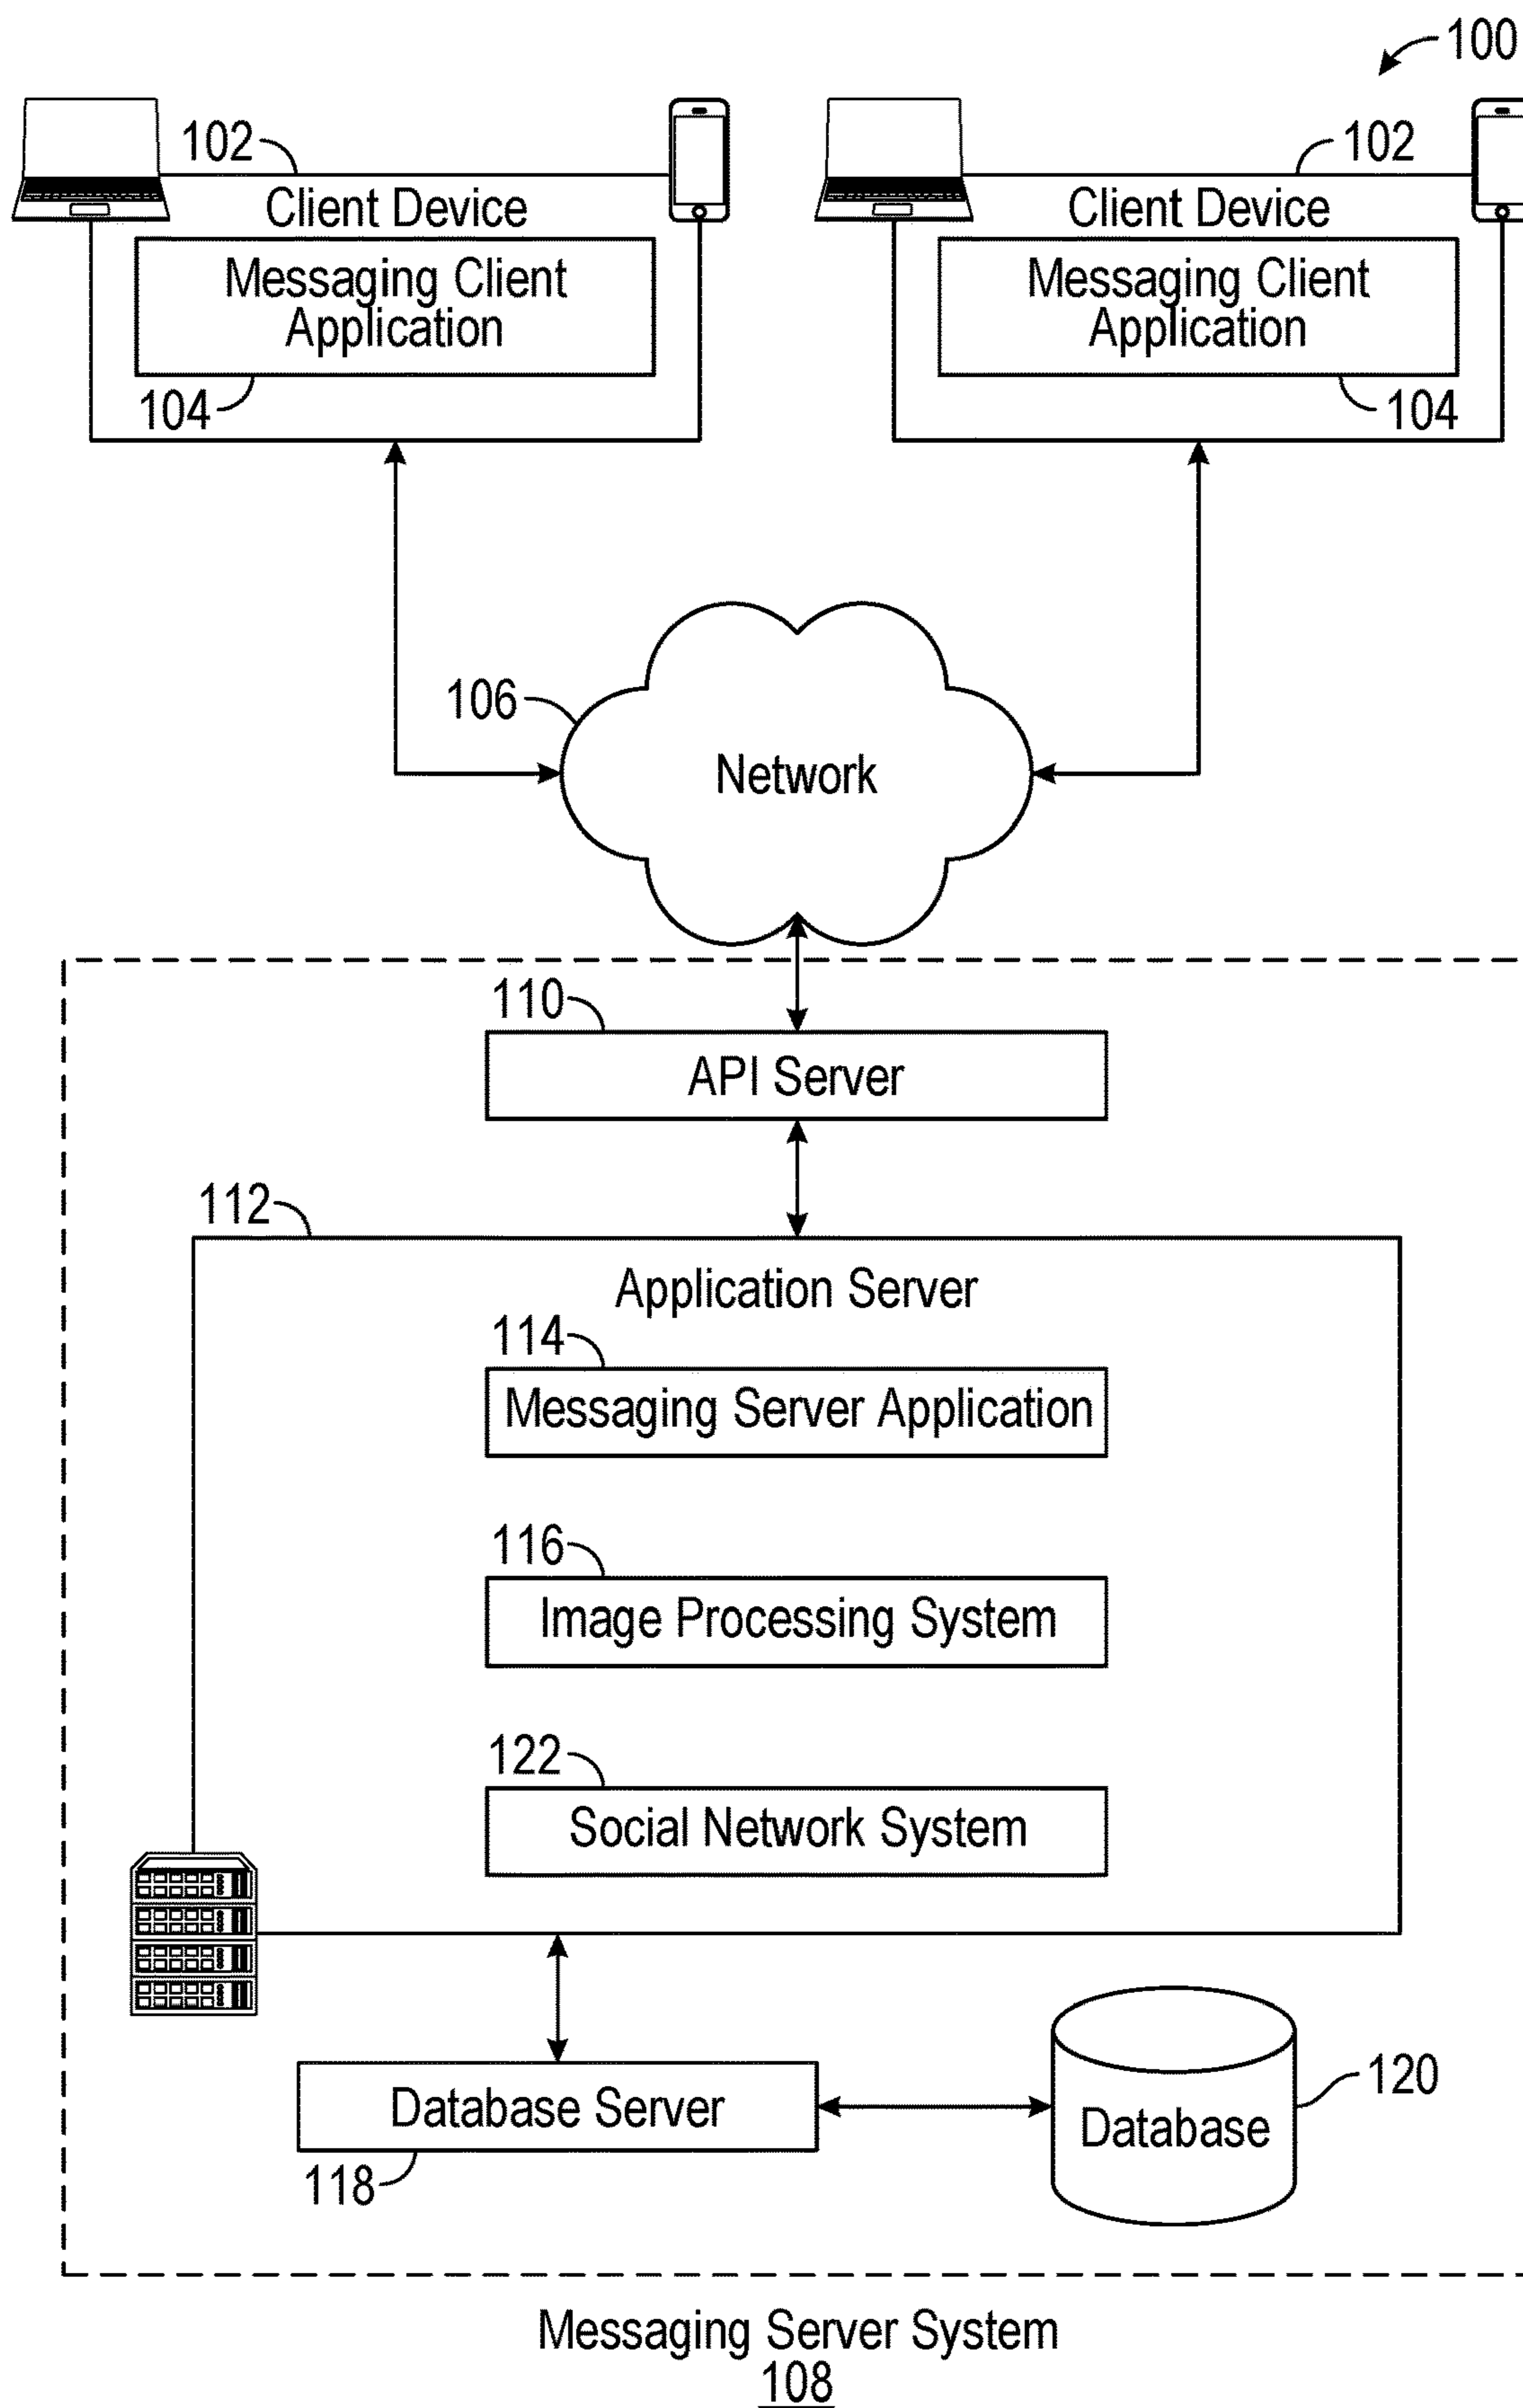 100
102
102
Client Device
Client Device
Messaging Client
Application
Messaging Client
Application
104
104
106
Network
110
API Server
112
Application Server
114
Messaging Server Application
116
Image Processing System
122
Social Network System
Database Server
118
Database
120
Messaging Server System
108